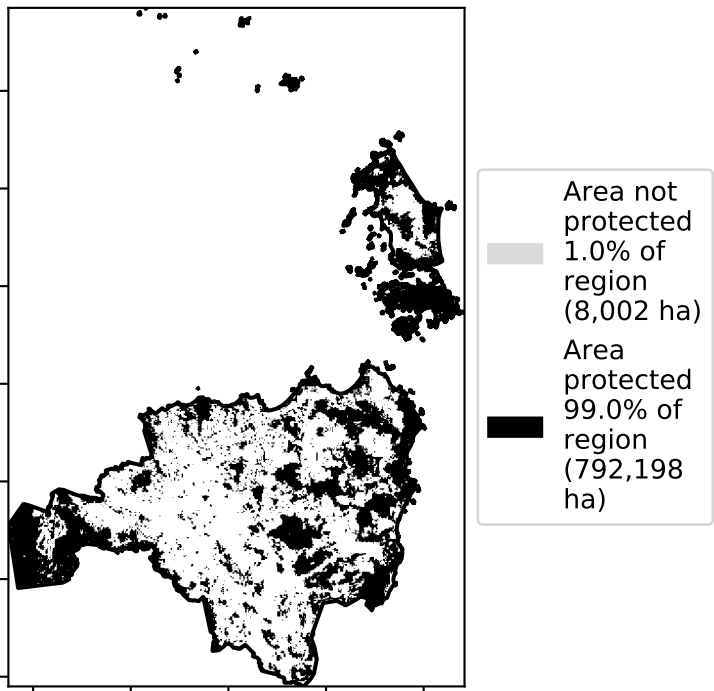 Area not
protected
1.0% of
region
(8,002 ha)
Area
protected
99.0% of
region
(792,198
ha)